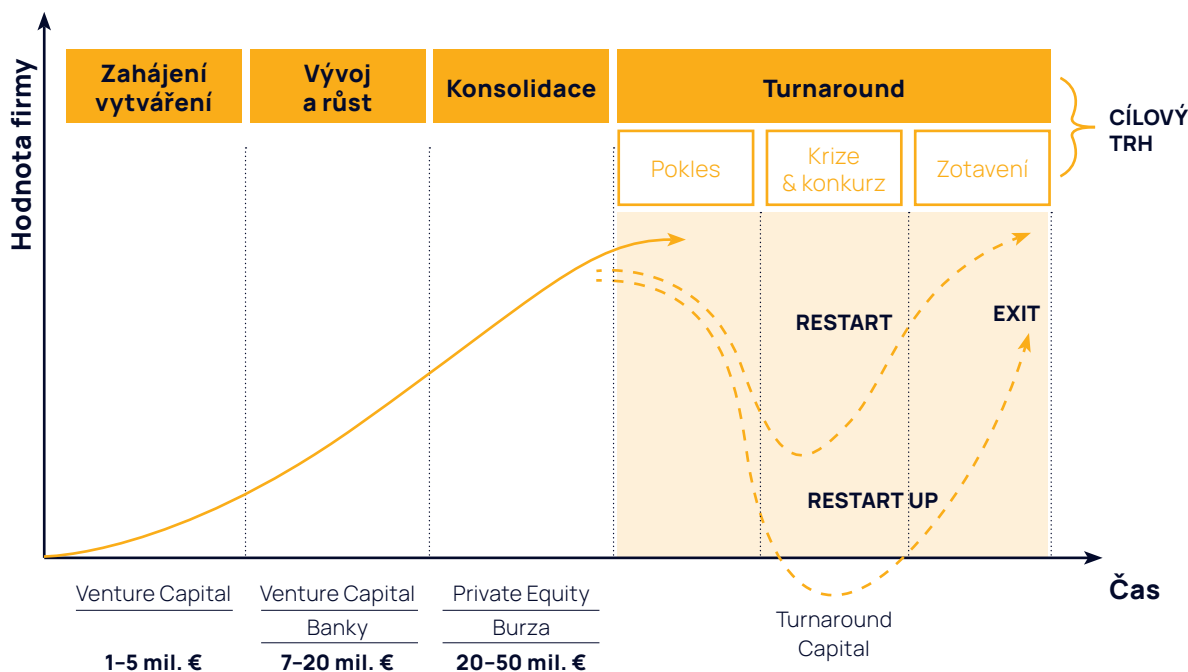 Hodnota firmy
Zahájení
vytváření
Vývoj
a růst
Konsolidace
Turnaround
CÍLOVÝ
TRH
Pokles
Krize
& konkurz
Zotavení
RESTART
EXIT
RESTART UP
Čas
Venture Capital
1–5 mil. €
Venture Capital
Banky
7–20 mil. €
Private Equity
Burza
20–50 mil. €
Turnaround
Capital